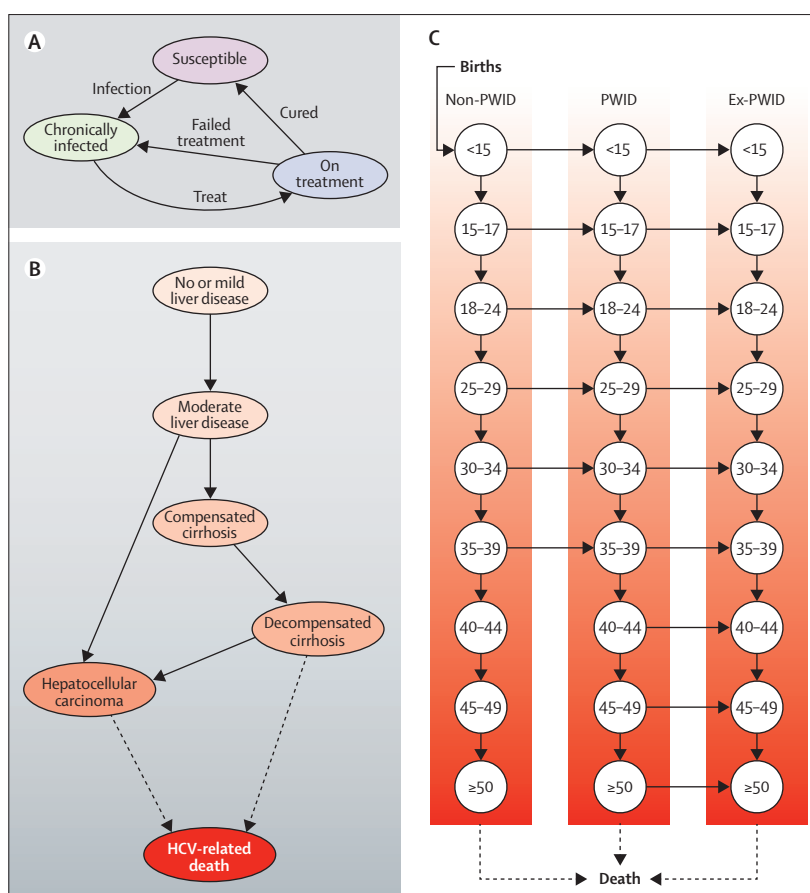 A
Susceptible
Infection
Cured
Chronically
infected
Failed
treatment
On
treatment
Treat
B
No or mild
liver disease
Moderate
liver disease
Compensated
cirrhosis
Decompensated
cirrhosis
Hepatocellular
carcinoma
HCV-related
death
C
Births
Non-PWID PWID Ex-PWID
<15 <15 <15
15–17 15–17 15–17
18–24 18–24 18–24
25–29 25–29 25–29
30–34 30–34 30–34
35–39 35–39 35–39
40–44 40–44 40–44
45–49 45–49 45–49
≥50 ≥50 ≥50
Death